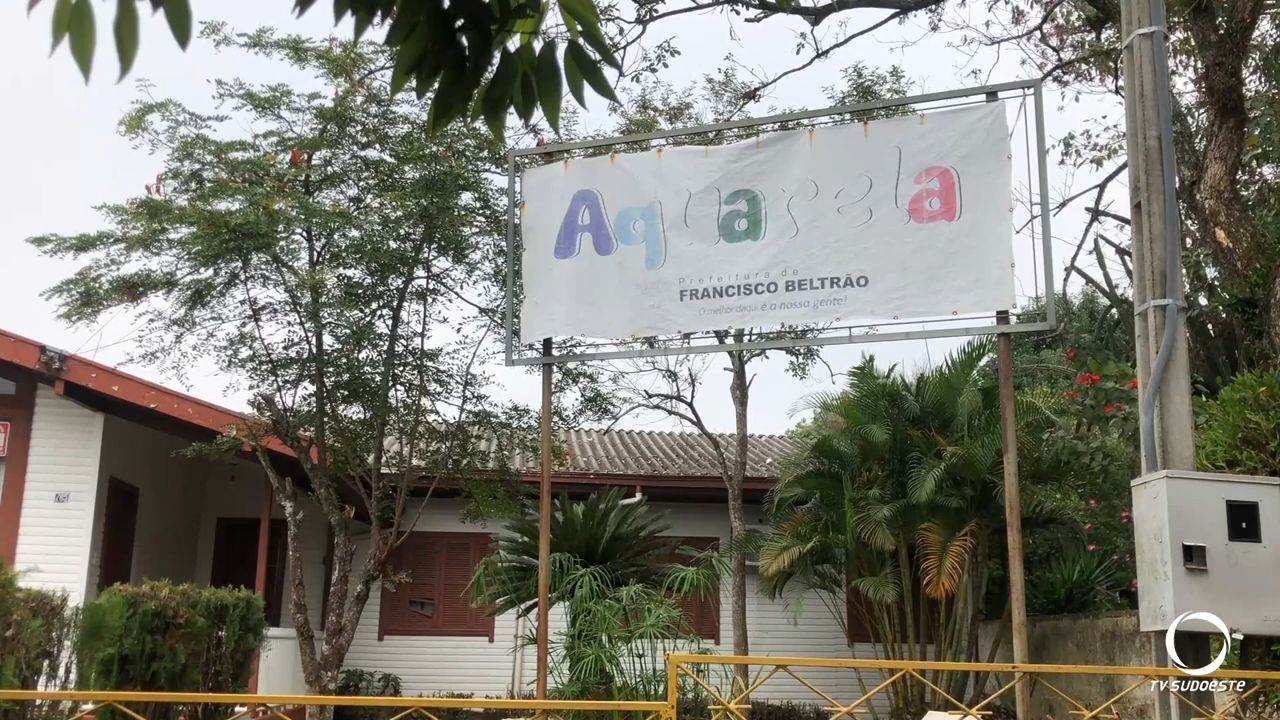 Aquarela
Prefeitura de
FRANCISCO BELTRÃO
O melhor daqui é a nossa gente!
TV SUDOESTE